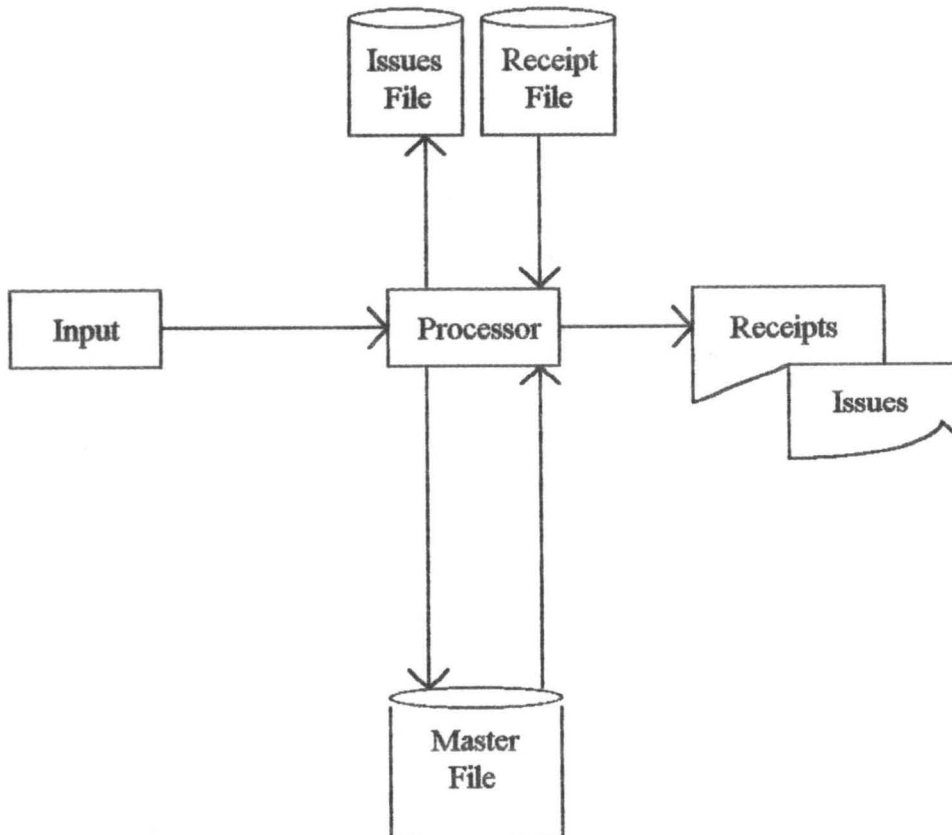 Issues
File
Receipt
File
Input
Processor
Receipts
Issues
Master
File